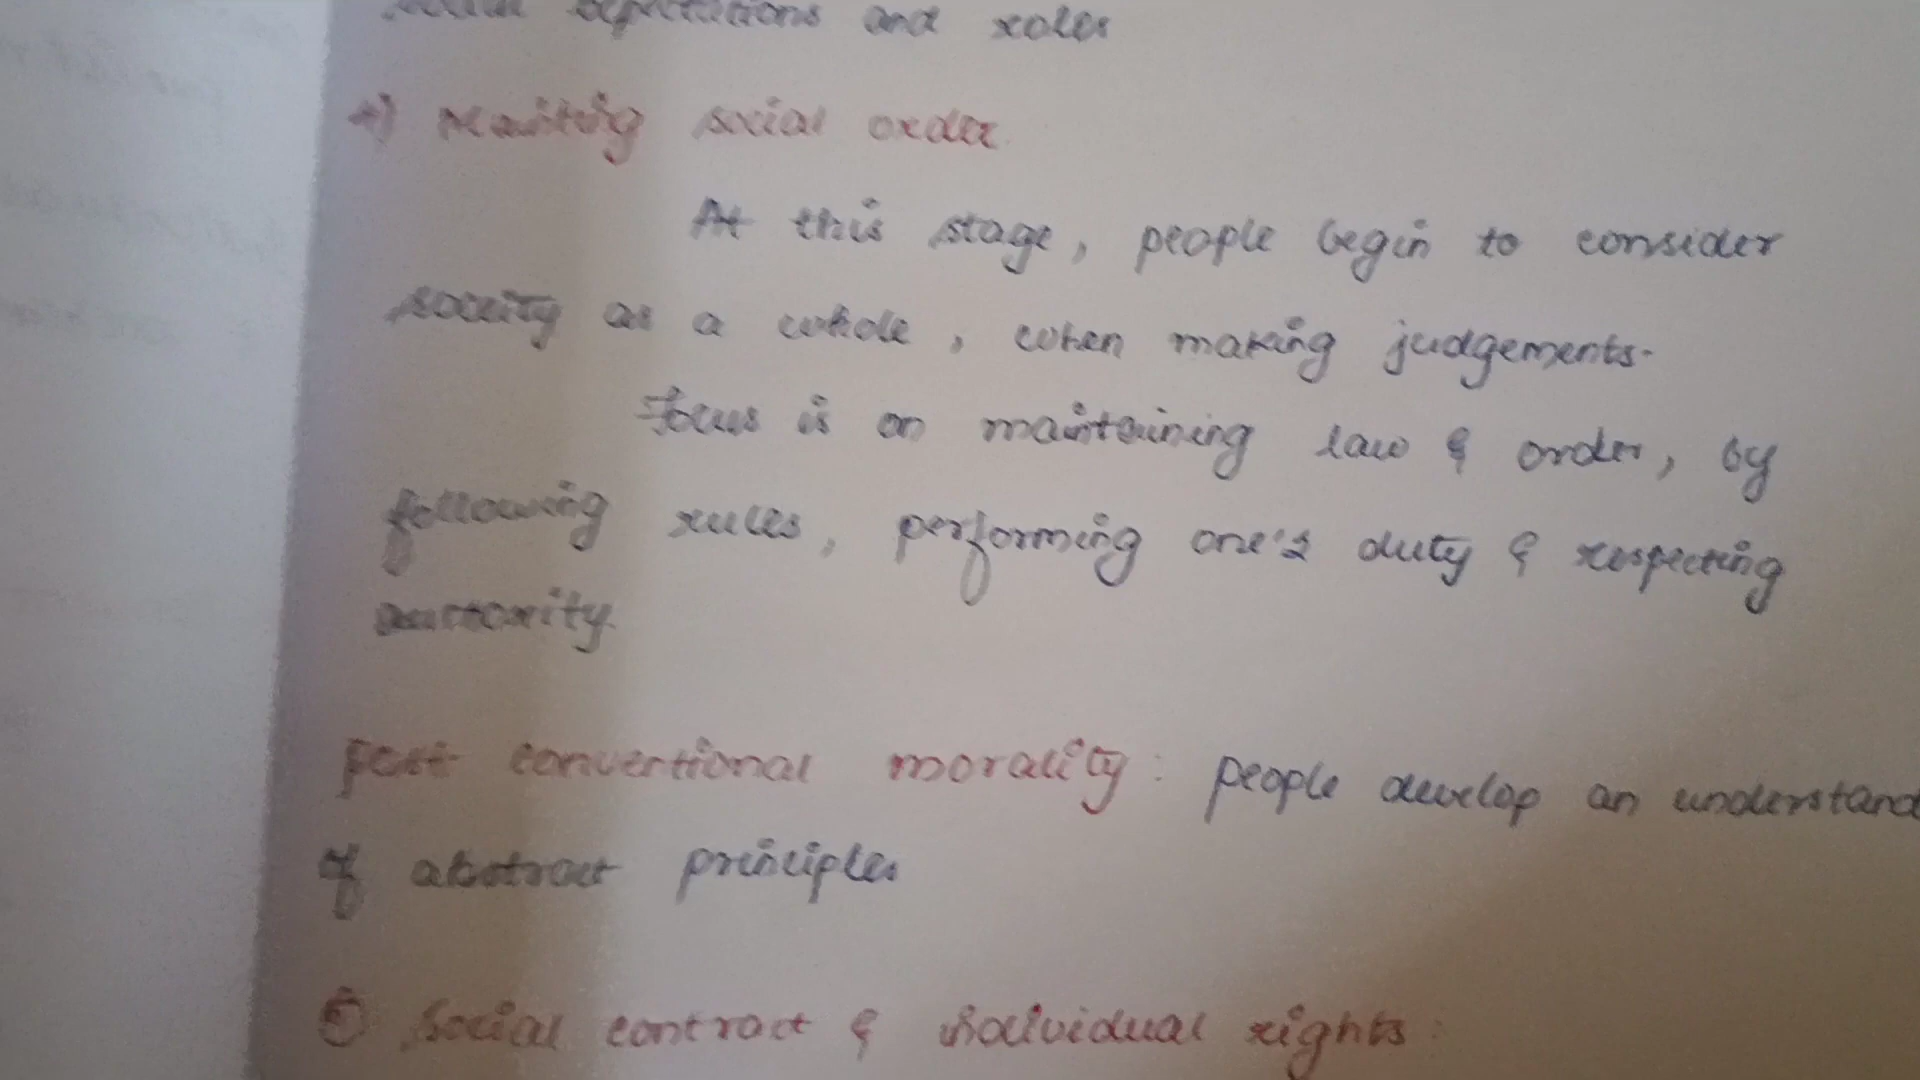 social expectations and roles
4) Maintig social order
At this stage, people begin to consider
society as a whole, when making judgements.
Focus is on maintaining law & order, by
following rules, performing one's duty & respecting
authority.
Post conventional morality: people develop an understand
of abstract principles
5 Social contract & individual rights: